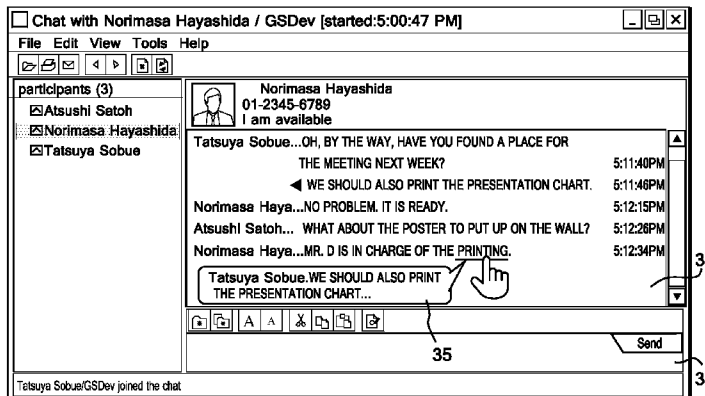 Chat with Norimasa Hayashida / GSDev [started:5:00:47 PM]
File Edit View Tools Help
participants (3)
Atsushi Satoh
Norimasa Hayashida
Tatsuya Sobue
Norimasa Hayashida
01-2345-6789
I am available
Tatsuya Sobue...OH, BY THE WAY, HAVE YOU FOUND A PLACE FOR
THE MEETING NEXT WEEK? 5:11:40PM
◀ WE SHOULD ALSO PRINT THE PRESENTATION CHART. 5:11:46PM
Norimasa Haya...NO PROBLEM. IT IS READY. 5:12:15PM
Atsushi Satoh... WHAT ABOUT THE POSTER TO PUT UP ON THE WALL? 5:12:26PM
Norimasa Haya...MR. D IS IN CHARGE OF THE PRINTING. 5:12:34PM
Tatsuya Sobue.WE SHOULD ALSO PRINT
THE PRESENTATION CHART...
3
A A
35
Send
3
Tatsuya Sobue/GSDev joined the chat